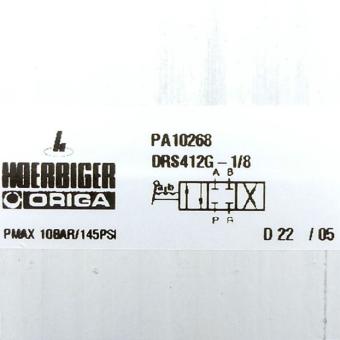 PA10268
DRS412G - 1/8
A B
HOERBIGER
ORIGA
P R
PMAX 10BAR/145PSI
D 22 / 05